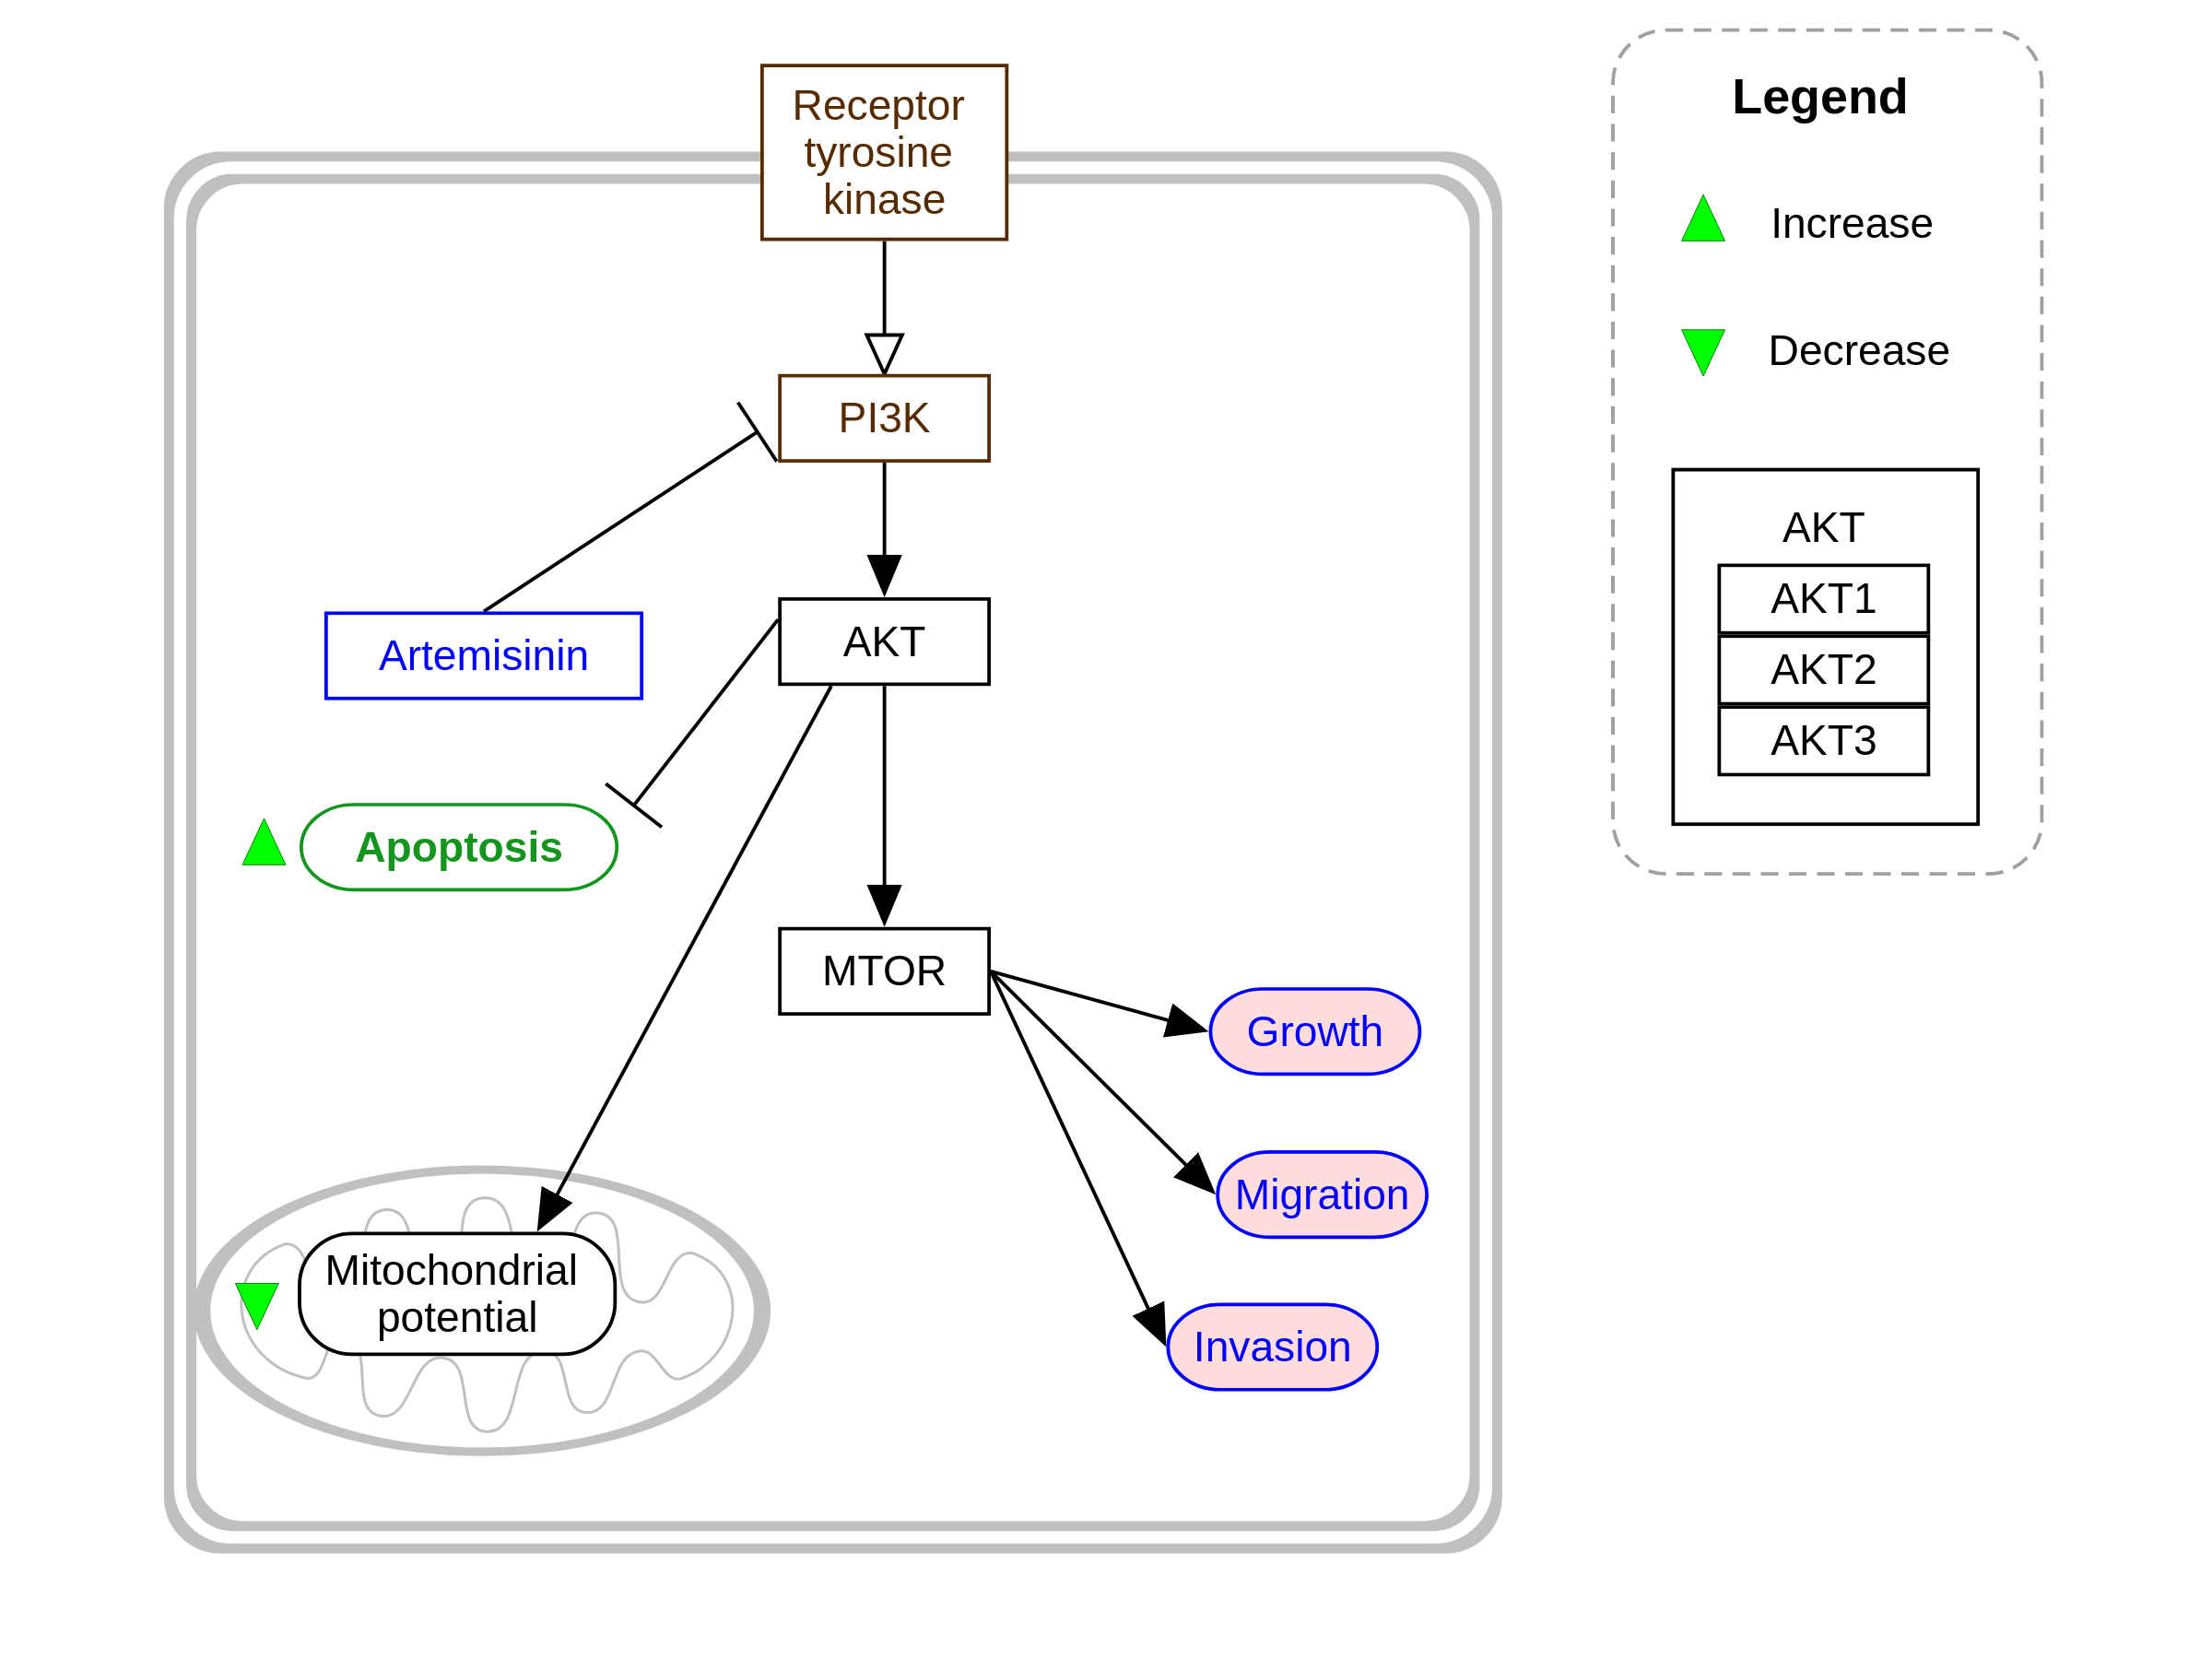 Receptor
tyrosine
kinase
PI3K
Artemisinin
AKT
Apoptosis
MTOR
Growth
Migration
Invasion
Mitochondrial
potential
Legend
Increase
Decrease
AKT
AKT1
AKT2
AKT3